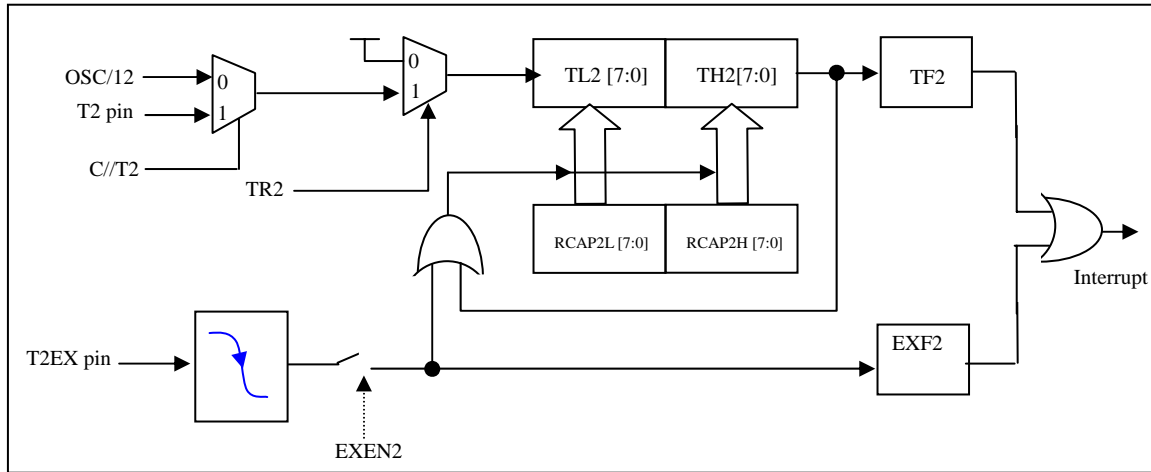 OSC/12
0
T2 pin
1
C//T2
0
1
TR2
TL2 [7:0]
TH2[7:0]
TF2
RCAP2L [7:0]
RCAP2H [7:0]
Interrupt
T2EX pin
EXF2
EXEN2